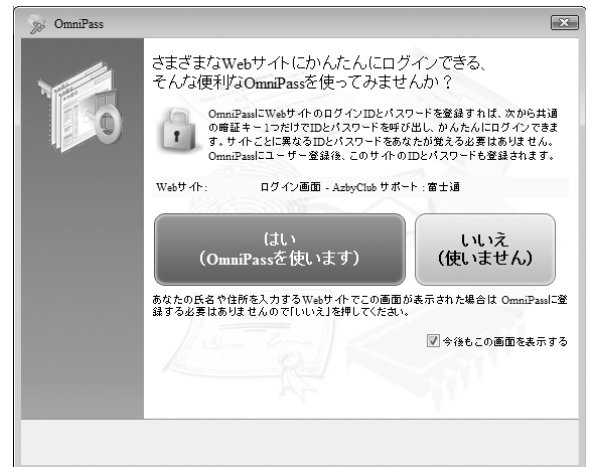 OmniPass
さまざまなWebサイトにかんたんにログインできる、
そんな便利なOmniPassを使ってみませんか？
OmniPassにWebサイトのログインIDとパスワードを登録すれば、次から共通
の暗証キー1つだけでIDとパスワードを呼び出し、かんたんにログインできま
す。サイトごとに異なるIDとパスワードをあなたが覚える必要はありません。
OmniPassにユーザー登録後、このサイトのIDとパスワードも登録されます。
Webサイト: ログイン画面 - AzbyClub サポート : 富士通
はい
(OmniPassを使います)
いいえ
(使いません)
あなたの氏名や住所を入力するWebサイトでこの画面が表示された場合は OmniPassに登
録する必要はありませんので「いいえ」を押してください。
今後もこの画面を表示する